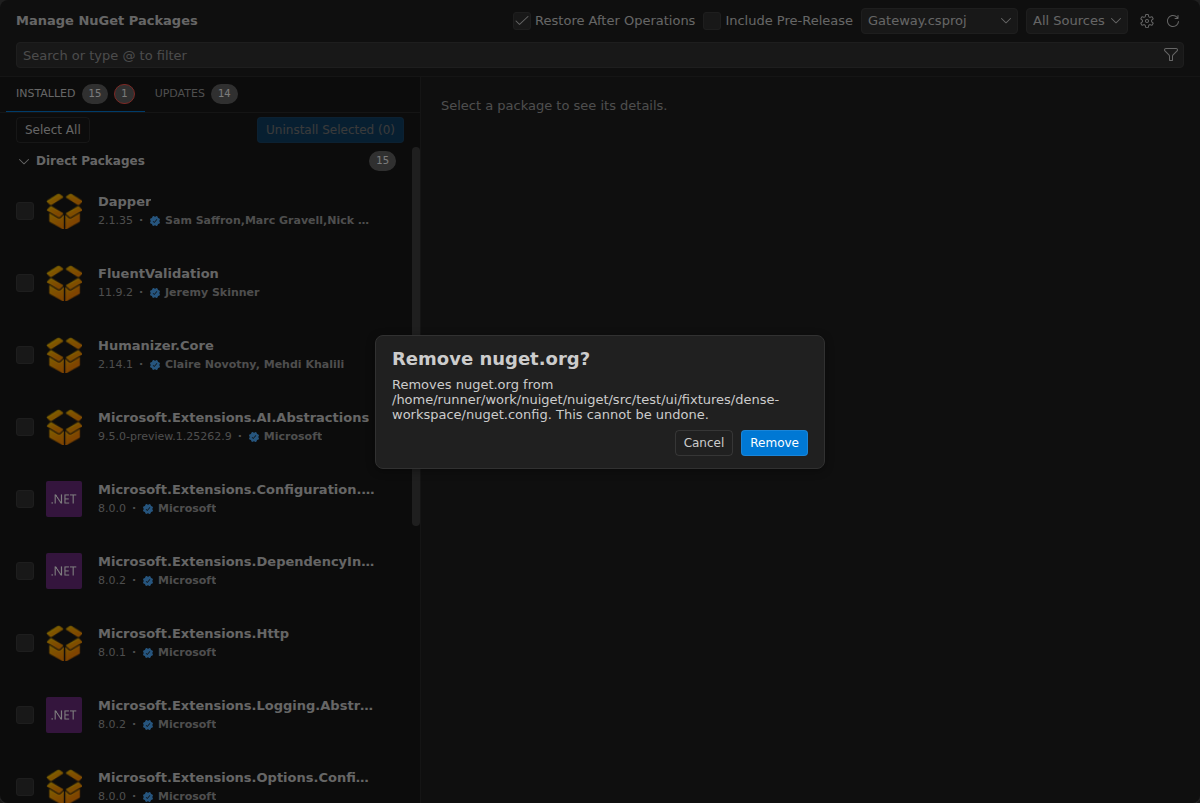 Manage NuGet Packages
Restore After Operations
Include Pre-Release
Gateway.csproj
All Sources
Search or type @ to filter
INSTALLED 15 1 UPDATES 14
Select All
Uninstall Selected (0)
Direct Packages 15
Dapper
2.1.35 · Sam Saffron,Marc Gravell,Nick ...
FluentValidation
11.9.2 · Jeremy Skinner
Humanizer.Core
2.14.1 · Claire Novotny, Mehdi Khalili
Microsoft.Extensions.AI.Abstractions
9.5.0-preview.1.25262.9 · Microsoft
.NET
Microsoft.Extensions.Configuration....
8.0.0 · Microsoft
.NET
Microsoft.Extensions.DependencyIn...
8.0.2 · Microsoft
Microsoft.Extensions.Http
8.0.1 · Microsoft
.NET
Microsoft.Extensions.Logging.Abstr...
8.0.2 · Microsoft
Microsoft.Extensions.Options.Confi...
8.0.0 · Microsoft
Select a package to see its details.
Remove nuget.org?
Removes nuget.org from
/home/runner/work/nuiget/nuiget/src/test/ui/fixtures/dense-
workspace/nuget.config. This cannot be undone.
Cancel
Remove